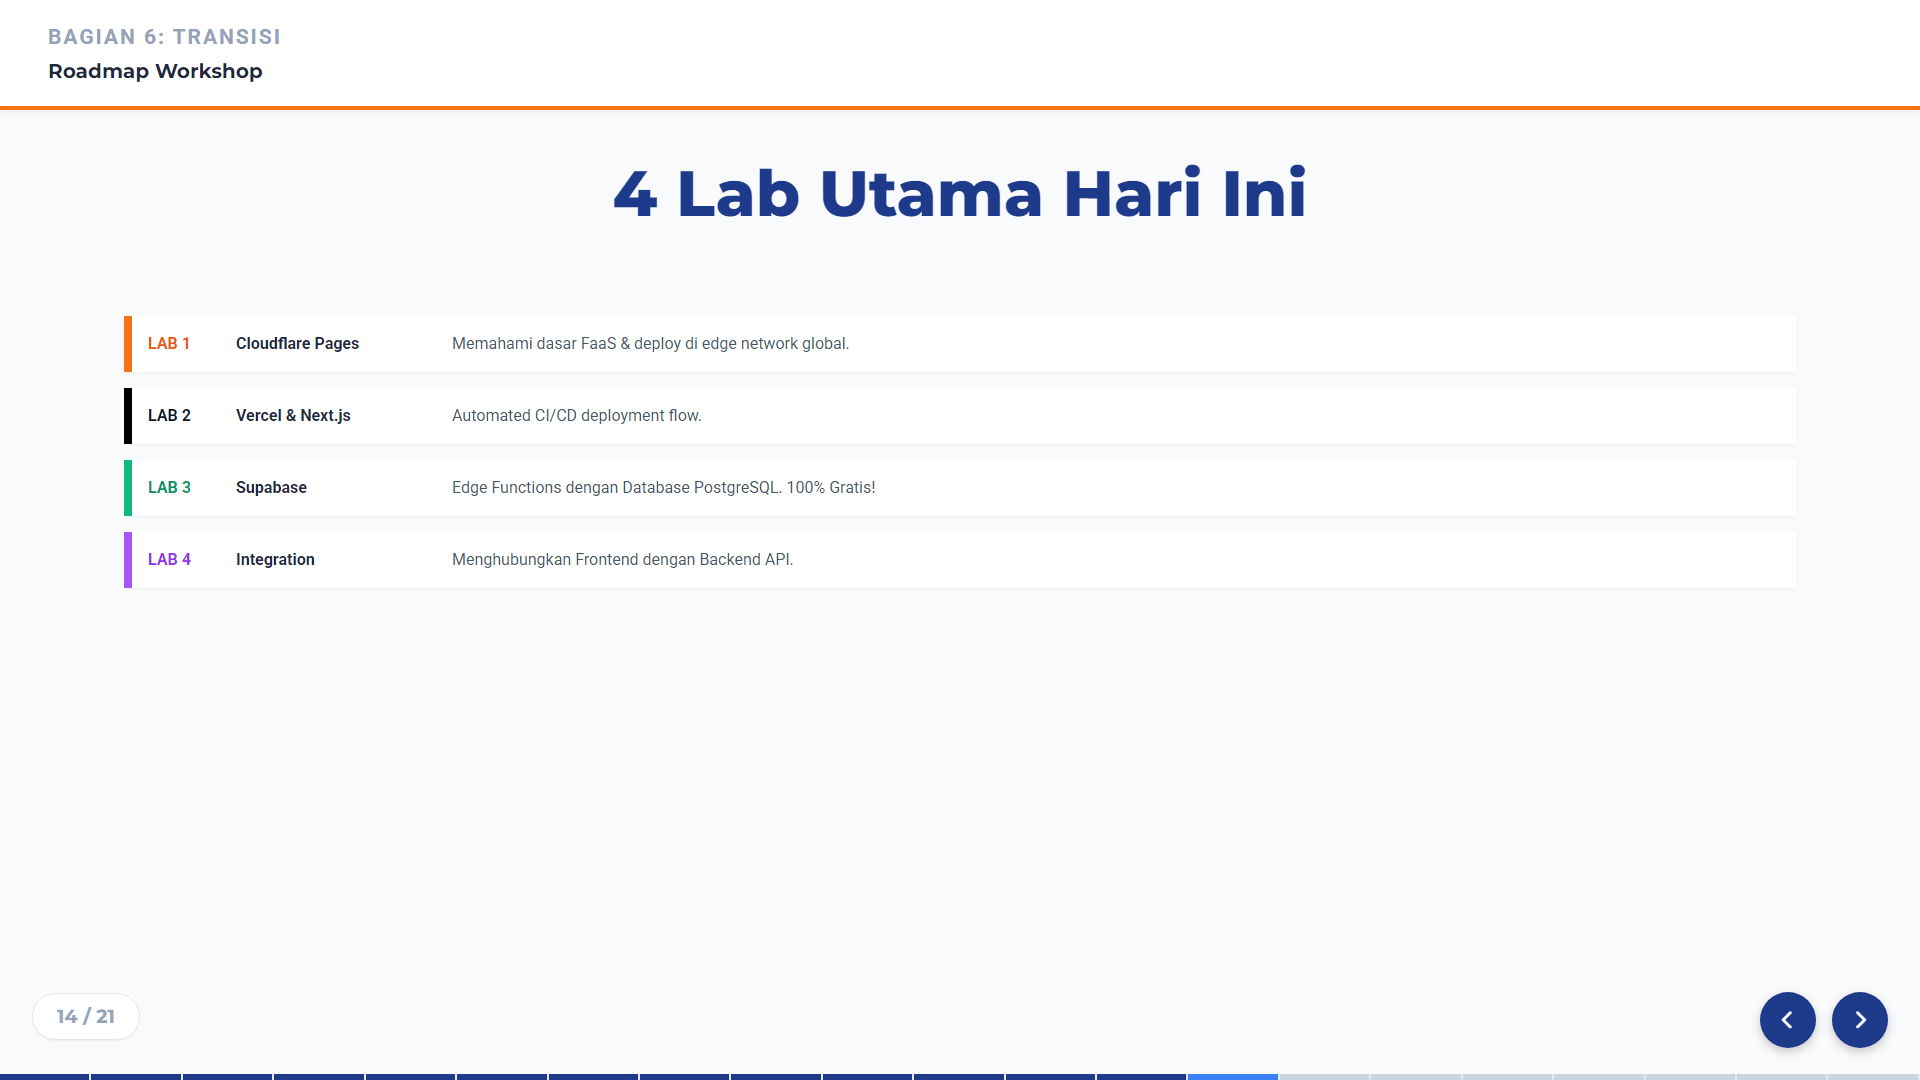 BAGIAN 6: TRANSISI
Roadmap Workshop
4 Lab Utama Hari Ini
LAB 1 Cloudflare Pages Memahami dasar FaaS & deploy di edge network global.
LAB 2 Vercel & Next.js Automated CI/CD deployment flow.
LAB 3 Supabase Edge Functions dengan Database PostgreSQL. 100% Gratis!
LAB 4 Integration Menghubungkan Frontend dengan Backend API.
14 / 21